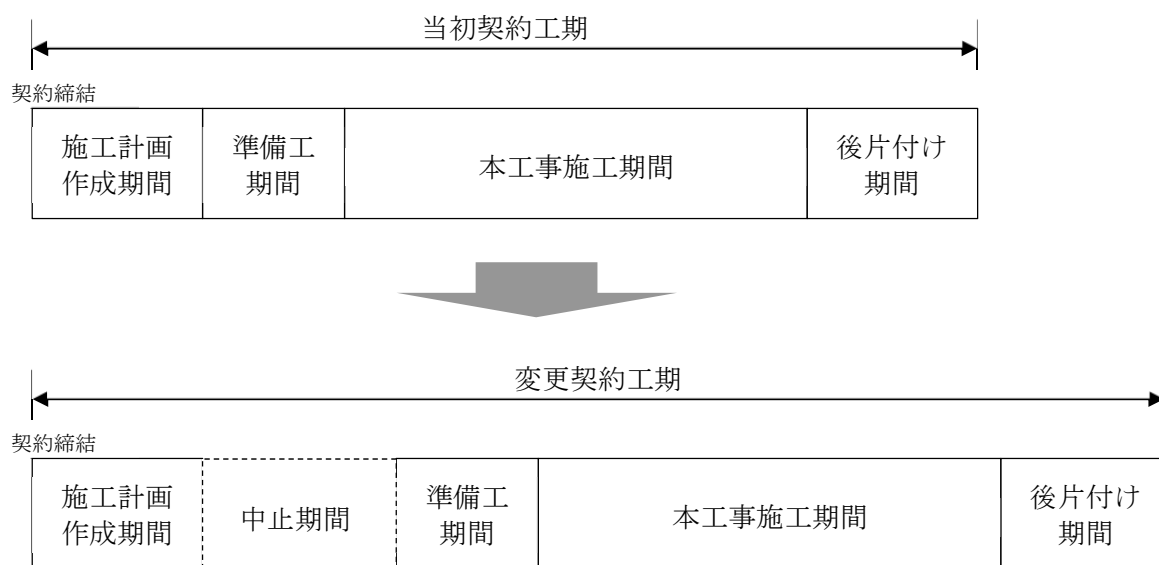 当初契約工期
契約締結
施工計画
作成期間
準備工
期間
本工事施工期間
後片付け
期間
変更契約工期
契約締結
施工計画
作成期間
中止期間
準備工
期間
本工事施工期間
後片付け
期間